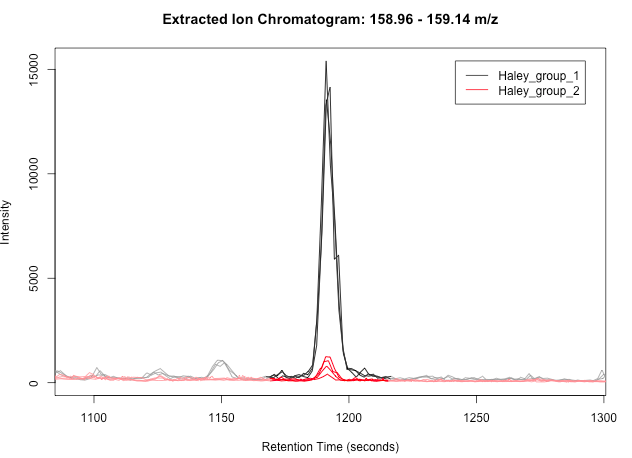 Extracted Ion Chromatogram: 158.96 - 159.14 m/z
Haley_group_1
Haley_group_2
Intensity
15000
10000
5000
0
1100 1150 1200 1250 1300
Retention Time (seconds)